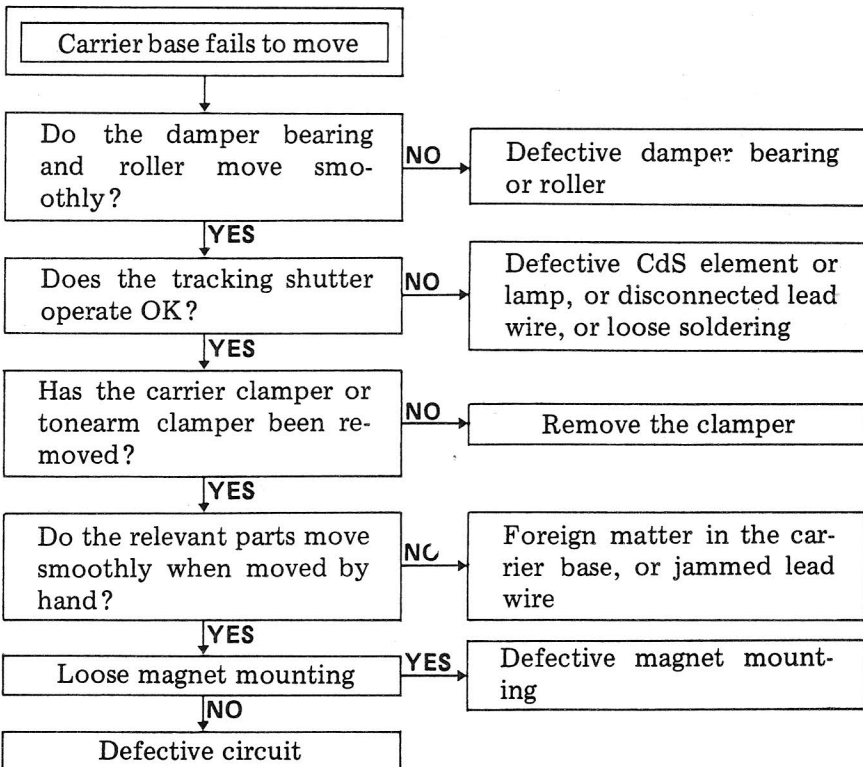 Carrier base fails to move
Do the damper bearing
and roller move smo-
othly?
NO
Defective damper bearing
or roller
YES
Does the tracking shutter
operate OK?
NO
Defective CdS element or
lamp, or disconnected lead
wire, or loose soldering
YES
Has the carrier clamper or
tonearm clamper been re-
moved?
NO
Remove the clamper
YES
Do the relevant parts move
smoothly when moved by
hand?
NO
Foreign matter in the car-
rier base, or jammed lead
wire
YES
Loose magnet mounting
YES
Defective magnet mount-
ing
NO
Defective circuit